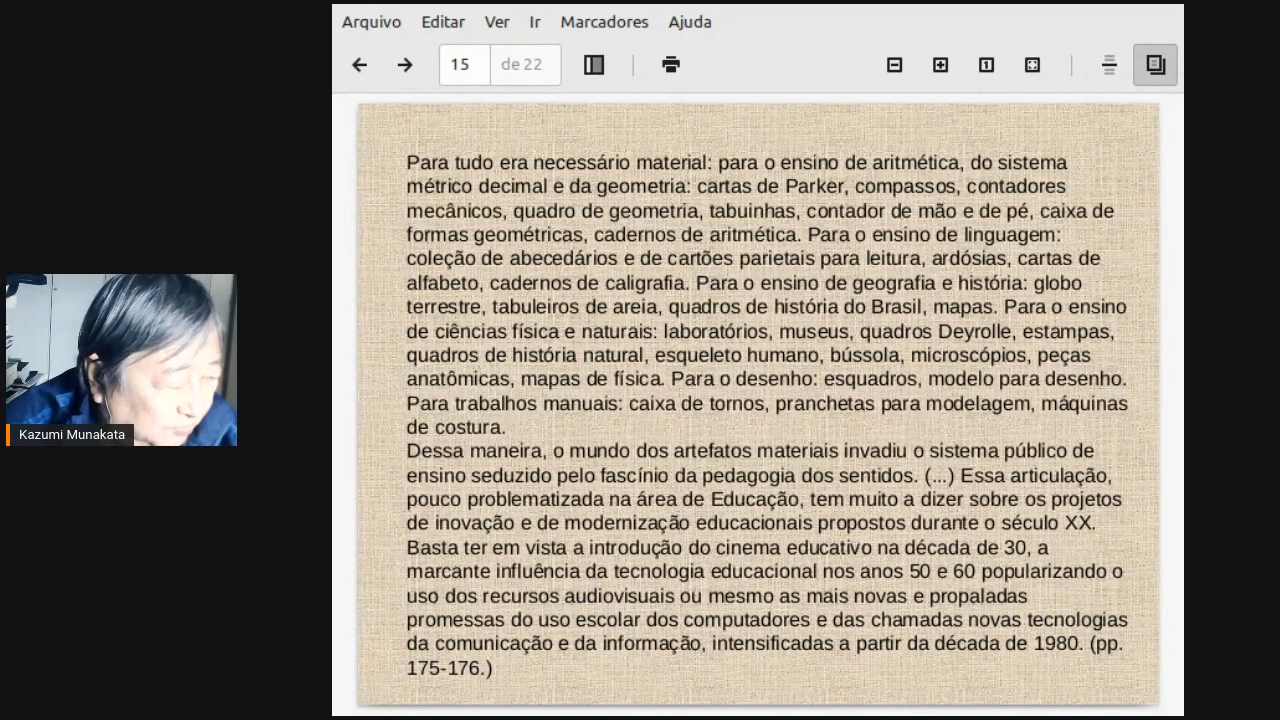 Arquivo Editar Ver Ir Marcadores Ajuda
15 de 22
Para tudo era necessário material: para o ensino de aritmética, do sistema
métrico decimal e da geometria: cartas de Parker, compassos, contadores
mecânicos, quadro de geometria, tabuinhas, contador de mão e de pé, caixa de
formas geométricas, cadernos de aritmética. Para o ensino de linguagem:
coleção de abecedários e de cartões parietais para leitura, ardósias, cartas de
alfabeto, cadernos de caligrafia. Para o ensino de geografia e história: globo
terrestre, tabuleiros de areia, quadros de história do Brasil, mapas. Para o ensino
de ciências física e naturais: laboratórios, museus, quadros Deyrolle, estampas,
quadros de história natural, esqueleto humano, bússola, microscópios, peças
anatômicas, mapas de física. Para o desenho: esquadros, modelo para desenho.
Para trabalhos manuais: caixa de tornos, pranchetas para modelagem, máquinas
de costura.
Dessa maneira, o mundo dos artefatos materiais invadiu o sistema público de
ensino seduzido pelo fascínio da pedagogia dos sentidos. (...) Essa articulação,
pouco problematizada na área de Educação, tem muito a dizer sobre os projetos
de inovação e de modernização educacionais propostos durante o século XX.
Basta ter em vista a introdução do cinema educativo na década de 30, a
marcante influência da tecnologia educacional nos anos 50 e 60 popularizando o
uso dos recursos audiovisuais ou mesmo as mais novas e propaladas
promessas do uso escolar dos computadores e das chamadas novas tecnologias
da comunicação e da informação, intensificadas a partir da década de 1980. (pp.
175-176.)
Kazumi Munakata